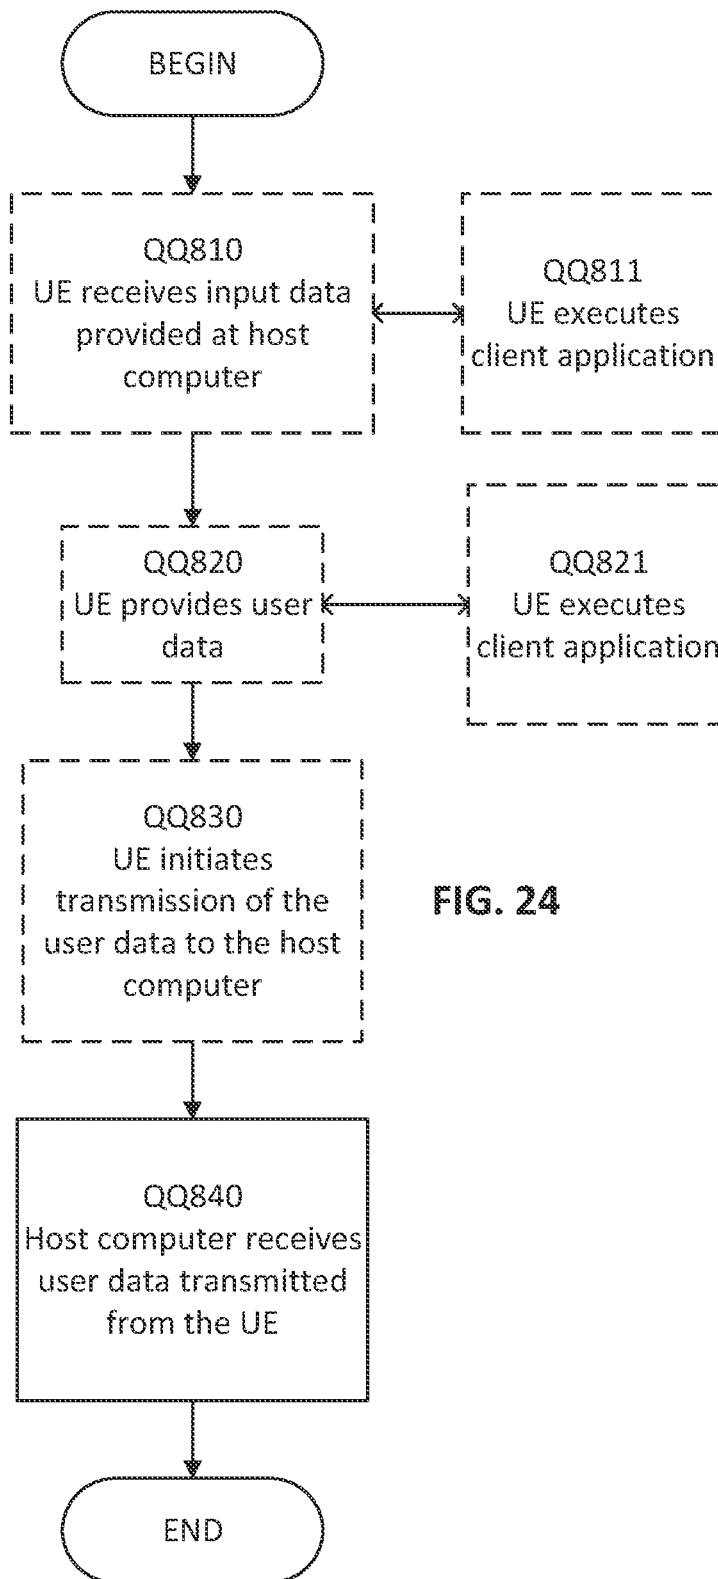 BEGIN
QQ810
UE receives input data
provided at host
computer
QQ811
UE executes
client application
QQ820
UE provides user
data
QQ821
UE executes
client application
QQ830
UE initiates
transmission of the
user data to the host
computer
FIG. 24
QQ840
Host computer receives
user data transmitted
from the UE
END